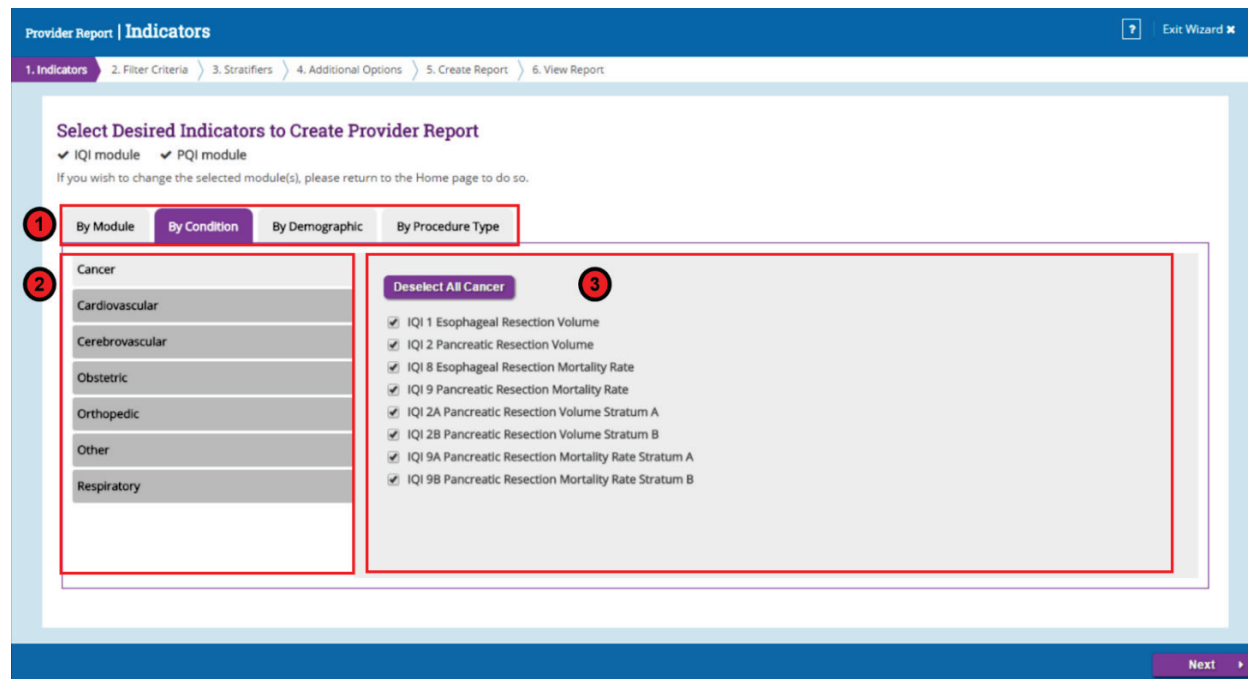 Provider Report | Indicators
? Exit Wizard ✖
1. Indicators 2. Filter Criteria 3. Stratifiers 4. Additional Options 5. Create Report 6. View Report
Select Desired Indicators to Create Provider Report
✔ IQI module ✔ PQI module
If you wish to change the selected module(s), please return to the Home page to do so.
1
By Module By Condition By Demographic By Procedure Type
2
Cancer
Cardiovascular
Cerebrovascular
Obstetric
Orthopedic
Other
Respiratory
3
Deselect All Cancer
IQI 1 Esophageal Resection Volume
IQI 2 Pancreatic Resection Volume
IQI 8 Esophageal Resection Mortality Rate
IQI 9 Pancreatic Resection Mortality Rate
IQI 2A Pancreatic Resection Volume Stratum A
IQI 2B Pancreatic Resection Volume Stratum B
IQI 9A Pancreatic Resection Mortality Rate Stratum A
IQI 9B Pancreatic Resection Mortality Rate Stratum B
Next